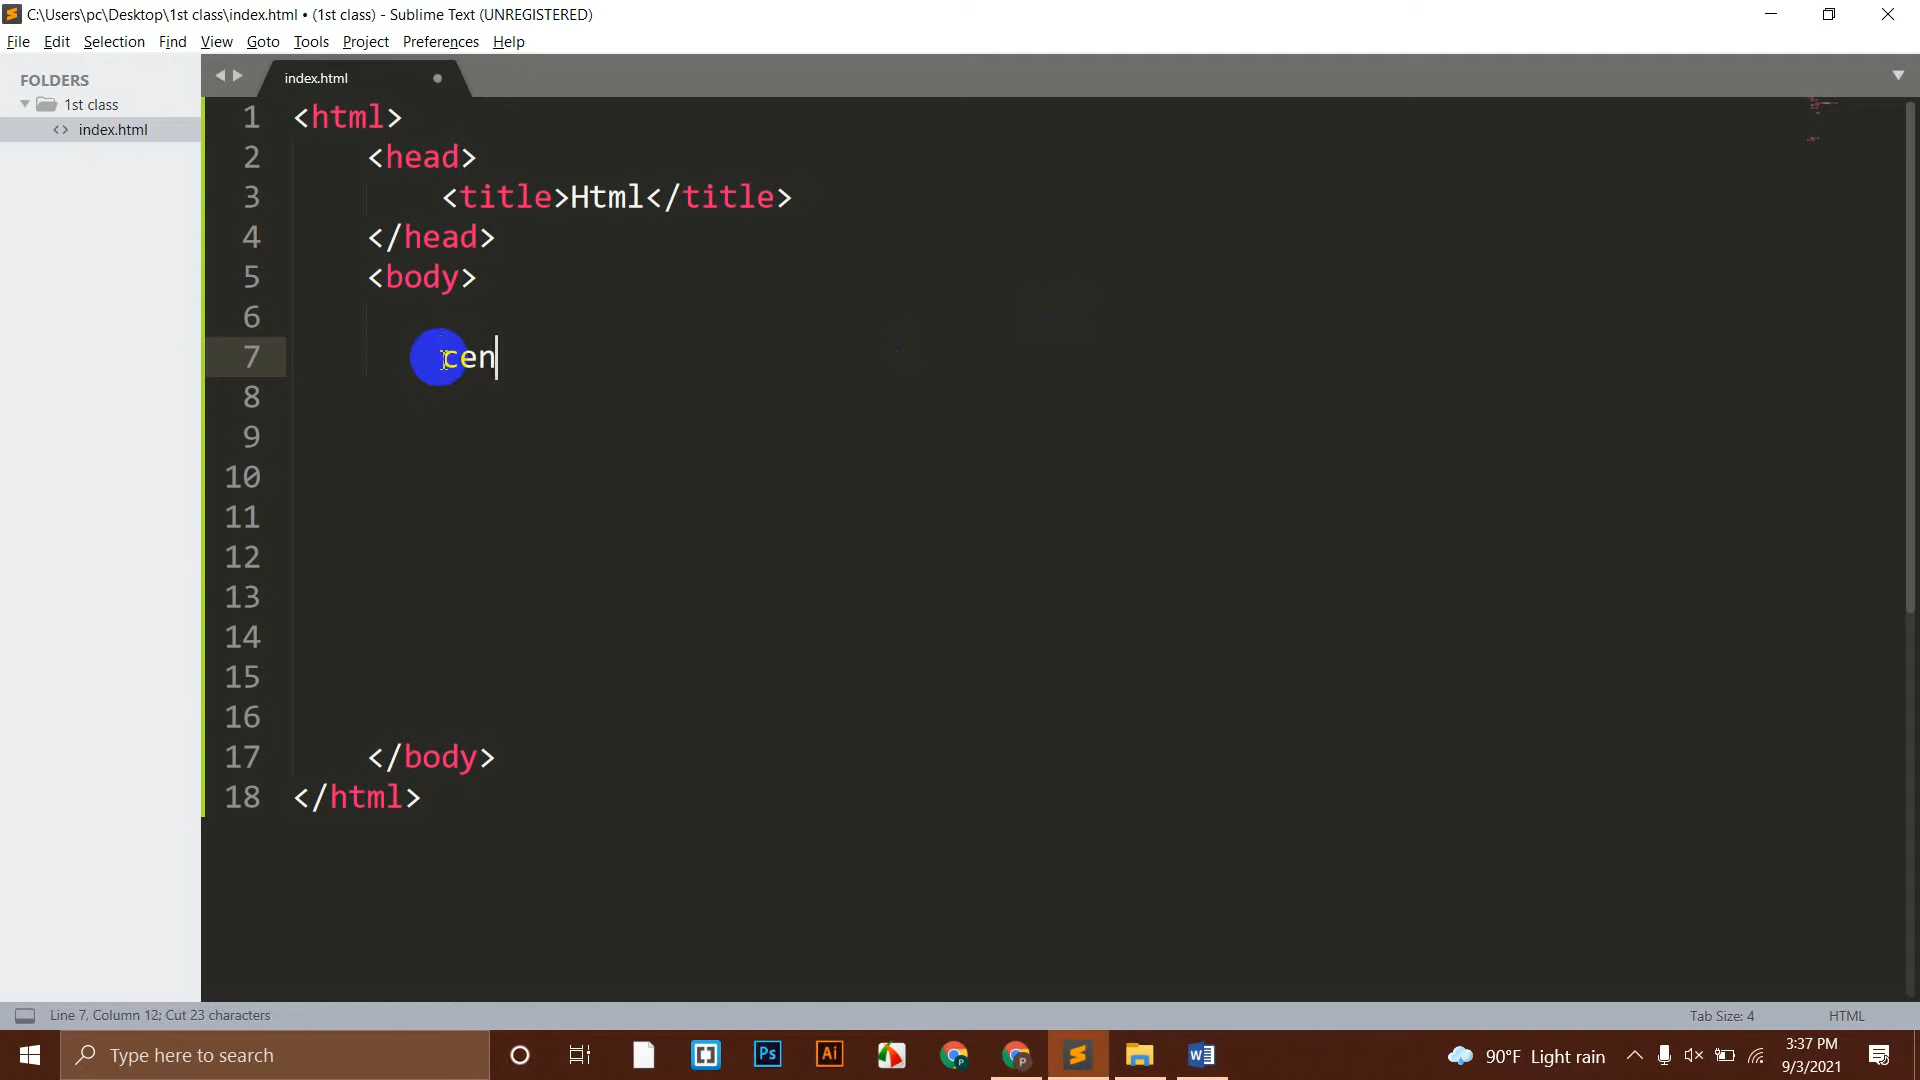 C:\Users\pc\Desktop\1st class\index.html • (1st class) - Sublime Text (UNREGISTERED)
File Edit Selection Find View Goto Tools Project Preferences Help
FOLDERS
1st class
<> index.html
index.html
1 <html>
2 <head>
3 <title>Html</title>
4 </head>
5 <body>
6
7 cen
8
9
10
11
12
13
14
15
16
17 </body>
18 </html>
Line 7, Column 12; Cut 23 characters
Tab Size: 4
HTML
Type here to search
Ps
Ai
P
P
W
90°F Light rain
3:37 PM
9/3/2021